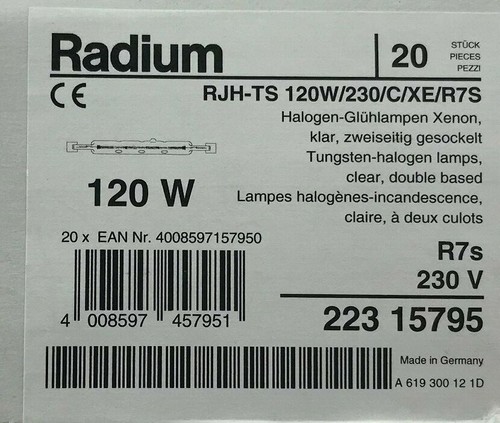 Radium
20 STÜCK
PIECES
PEZZI
CE
RJH-TS 120W/230/C/XE/R7S
Halogen-Glühlampen Xenon,
klar, zweiseitig gesockelt
Tungsten-halogen lamps,
clear, double based
Lampes halogènes-incandescence,
claire, à deux culots
120 W
20 x EAN Nr. 4008597157950
R7s
230 V
4 008597 457951
223 15795
Made in Germany
A 619 300 12 1D